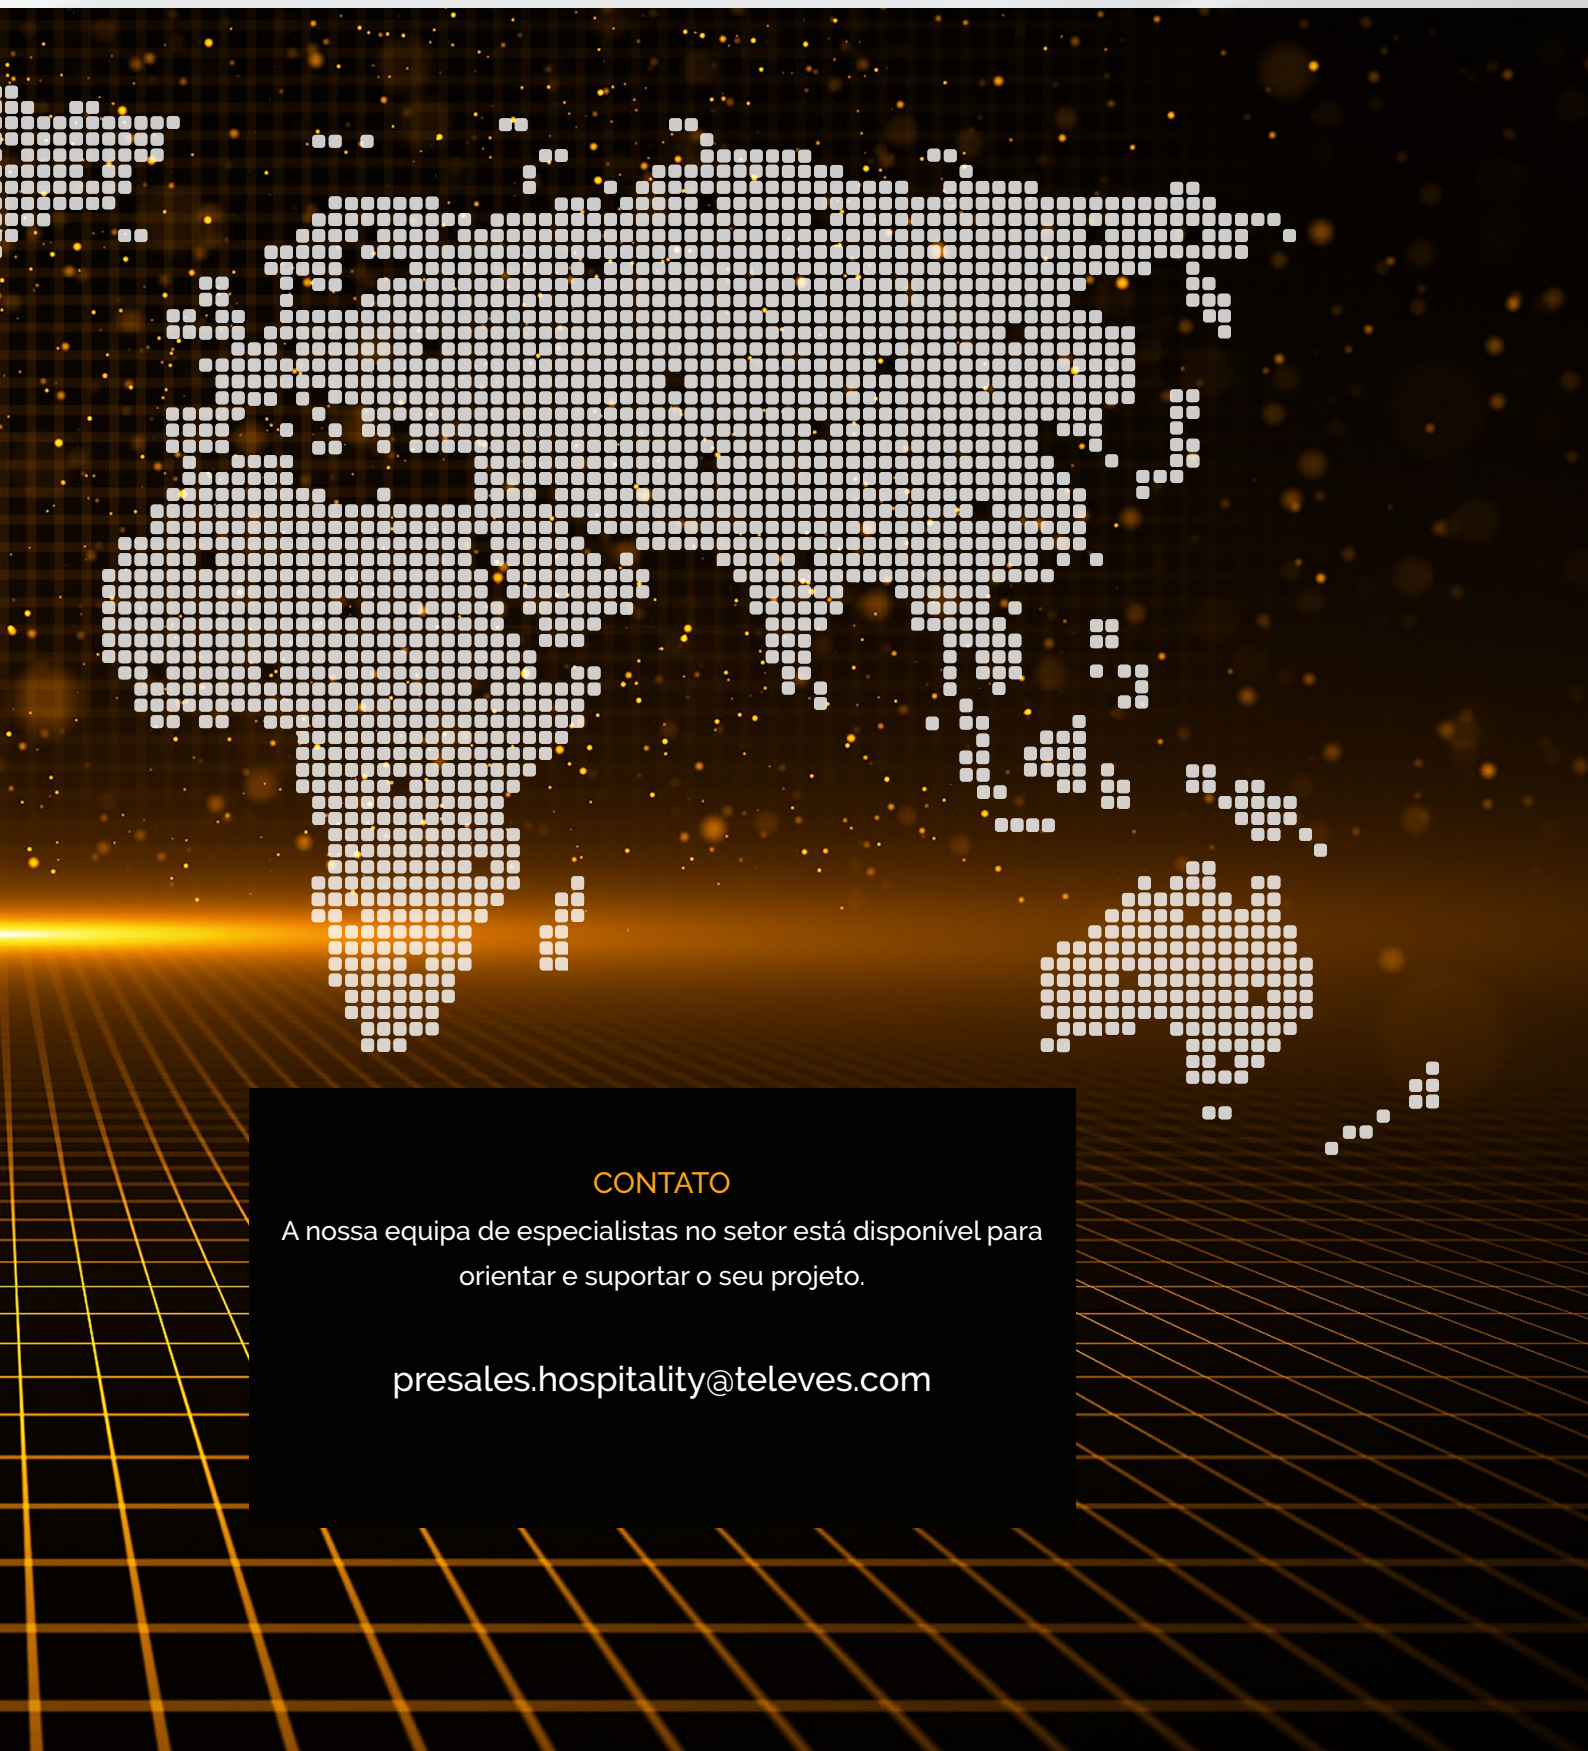 CONTATO
A nossa equipa de especialistas no setor está disponível para
orientar e suportar o seu projeto.
presales.hospitality@televes.com